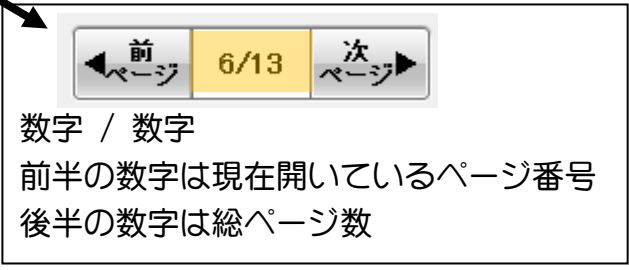 ◀前ページ 6/13 次ページ▶
数字 / 数字
前半の数字は現在開いているページ番号
後半の数字は総ページ数